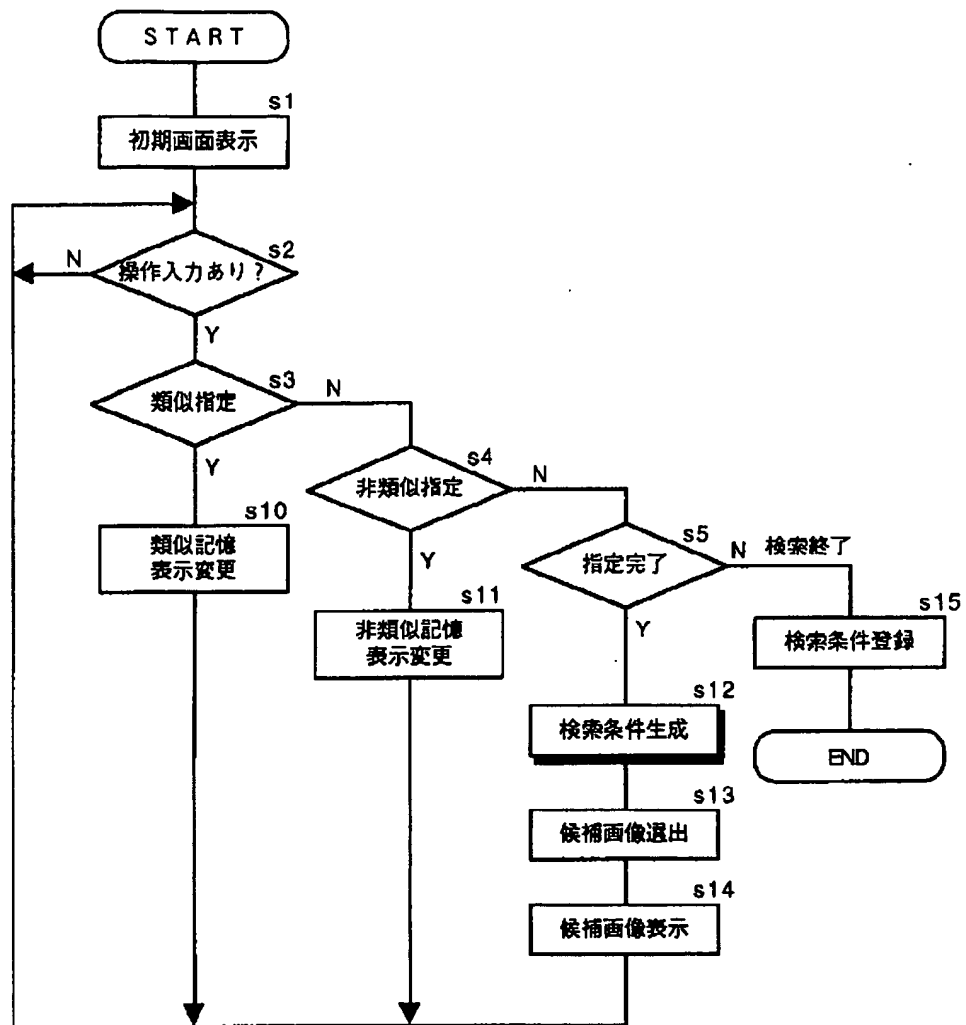 START
s1
初期画面表示
s2
操作入力あり？
N
Y
s3
類似指定
N
Y
s4
非類似指定
N
Y
s10
類似記憶
表示変更
s5
指定完了
N
検索終了
Y
s11
非類似記憶
表示変更
s15
検索条件登録
s12
検索条件生成
END
s13
候補画像選出
s14
候補画像表示